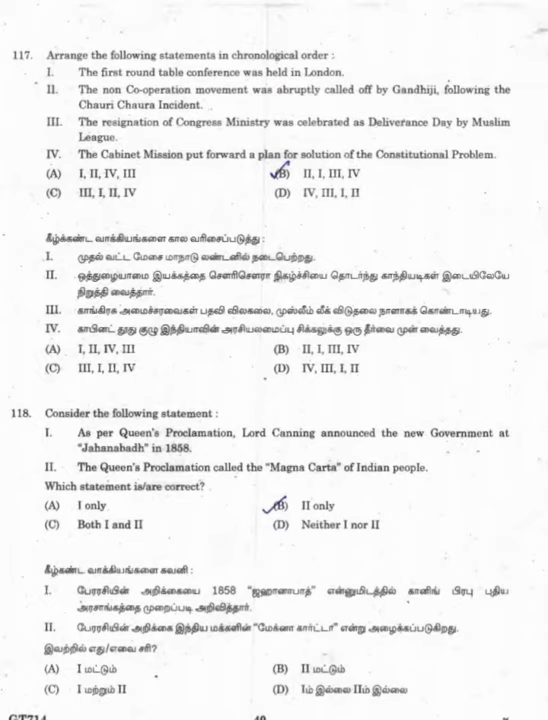 117. Arrange the following statements in chronological order :
I. The first round table conference was held in London.
II. The non Co-operation movement was abruptly called off by Gandhiji, following the
Chauri Chaura Incident.
III. The resignation of Congress Ministry was celebrated as Deliverance Day by Muslim
League.
IV. The Cabinet Mission put forward a plan for solution of the Constitutional Problem.
(A) I, II, IV, III (B) II, I, III, IV
(C) III, I, II, IV (D) IV, III, I, II
கீழ்க்கண்ட வாக்கியங்களை கால வரிசைப்படுத்து :
I. முதல் வட்ட மேசை மாநாடு லண்டனில் நடைபெற்றது.
II. ஒத்துழையாமை இயக்கத்தை சௌரிசௌரா நிகழ்ச்சியை தொடர்ந்து காந்தியடிகள் இடையிலேயே
நிறுத்தி வைத்தார்.
III. காங்கிரசு அமைச்சரவைகள் பதவி விலகலை, முஸ்லீம் லீக் விடுதலை நாளாகக் கொண்டாடியது.
IV. காபினட் தூது குழு இந்தியாவின் அரசியலமைப்பு சிக்கலுக்கு ஒரு தீர்வை முன் வைத்தது.
(A) I, II, IV, III (B) II, I, III, IV
(C) III, I, II, IV (D) IV, III, I, II
118. Consider the following statement :
I. As per Queen's Proclamation, Lord Canning announced the new Government at
"Jahanabadh" in 1858.
II. The Queen's Proclamation called the "Magna Carta" of Indian people.
Which statement is/are correct?
(A) I only (B) II only
(C) Both I and II (D) Neither I nor II
கீழ்கண்ட வாக்கியங்களை கவனி :
I. பேரரசியின் அறிக்கையை 1858 "ஜஹானாபாத்" என்னுமிடத்தில் கானிங் பிரபு புதிய
அரசாங்கத்தை முறைப்படி அறிவித்தார்.
II. பேரரசியின் அறிக்கை இந்திய மக்களின் "மேக்னா கார்ட்டா" என்று அழைக்கப்படுகிறது.
இவற்றில் எது/எவை சரி?
(A) I மட்டும் (B) II மட்டும்
(C) I மற்றும் II (D) Iம் இல்லை IIம் இல்லை
GT714 40